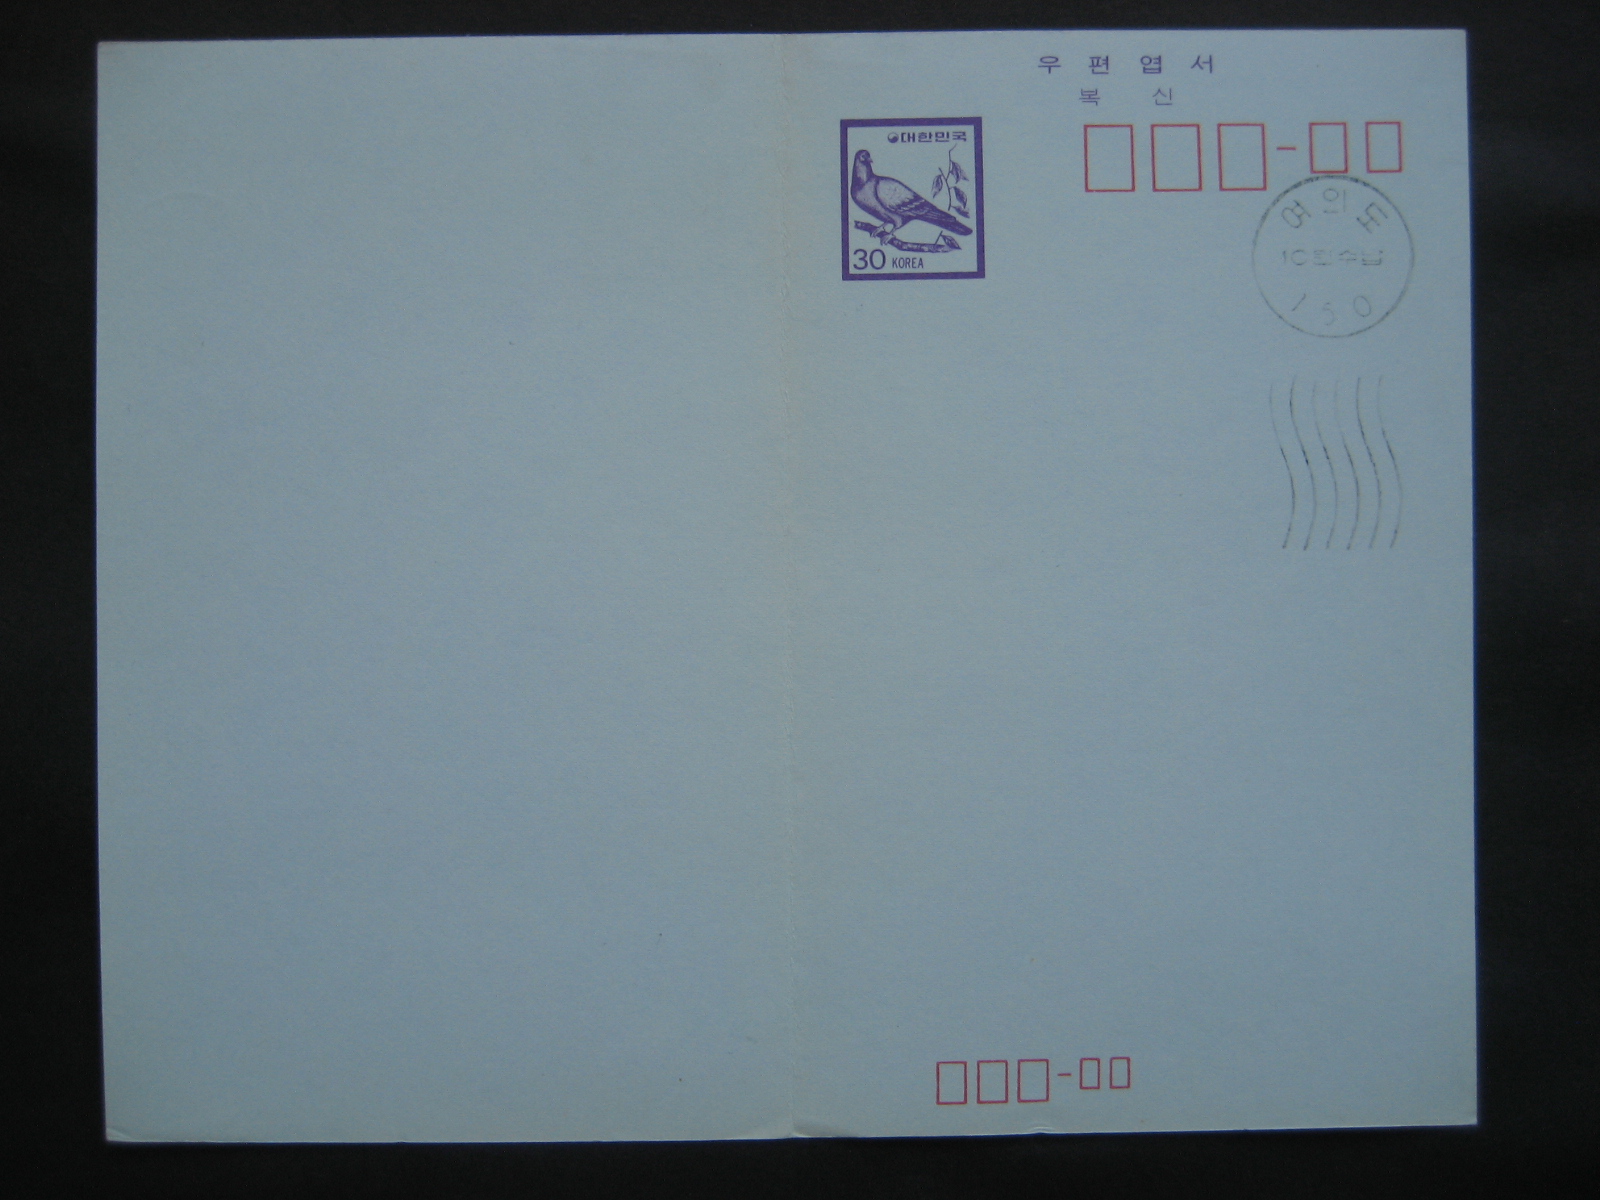 우 편 엽 서
복 신
대한민국
30 KOREA
여 의 도
150